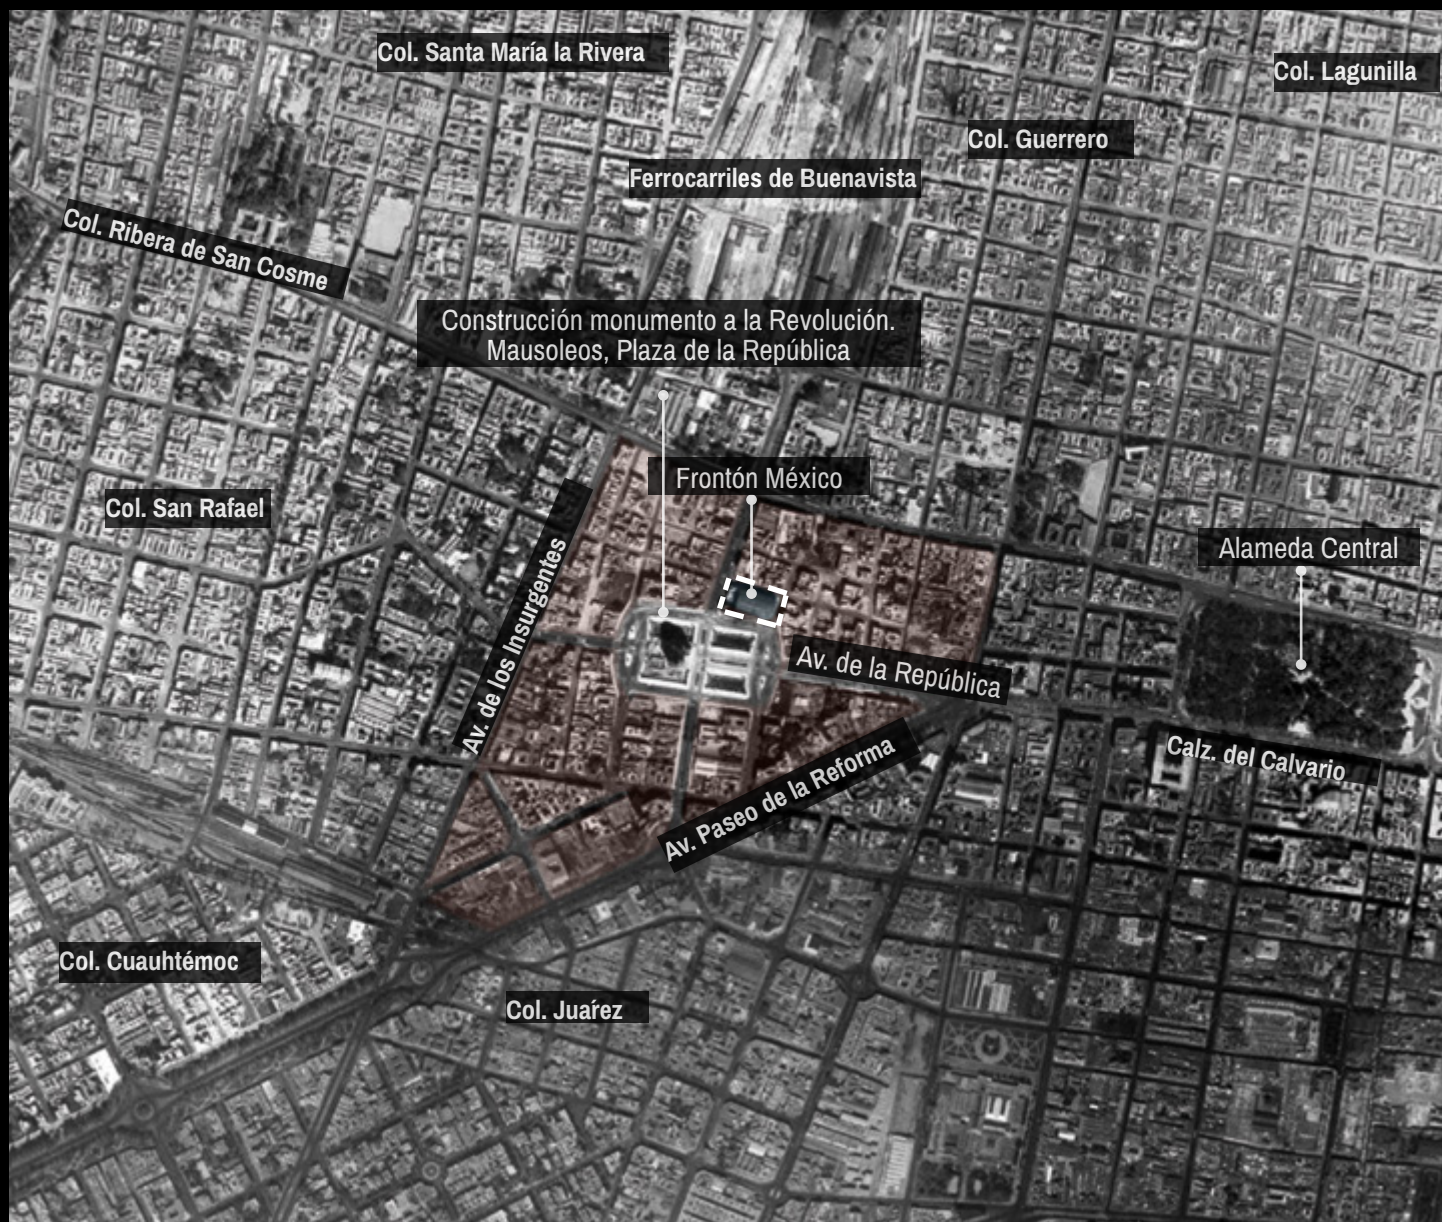 Col. Santa María la Rivera
Col. Lagunilla
Col. Guerrero
Ferrocarriles de Buenavista
Col. Ribera de San Cosme
Construcción monumento a la Revolución.
Mausoleos, Plaza de la República
Frontón México
Col. San Rafael
Alameda Central
Av. de los Insurgentes
Av. de la República
Calz. del Calvario
Av. Paseo de la Reforma
Col. Cuauhtémoc
Col. Juaŕez